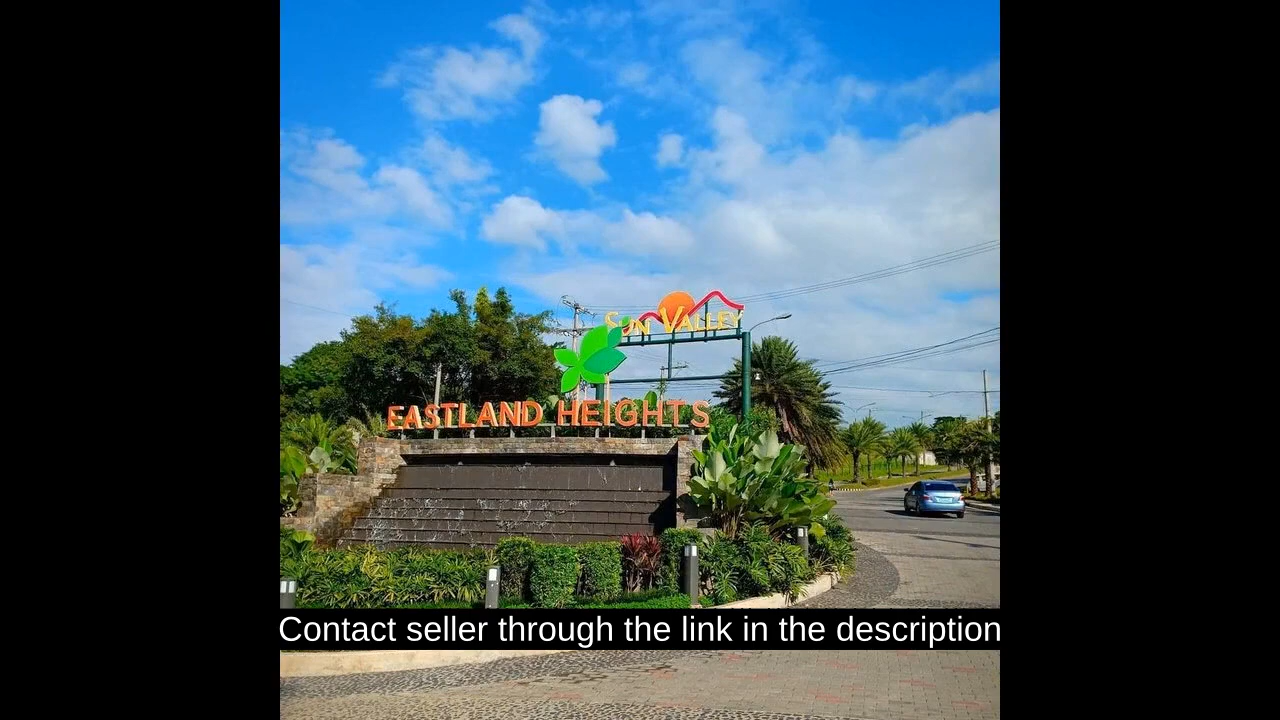 SUN VALLEY
EASTLAND HEIGHTS
Contact seller through the link in the description